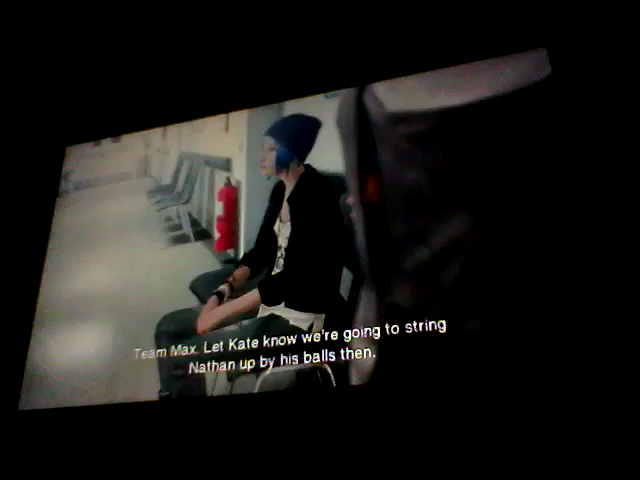 Team Max. Let Kate know we're going to string
Nathan up by his balls then.